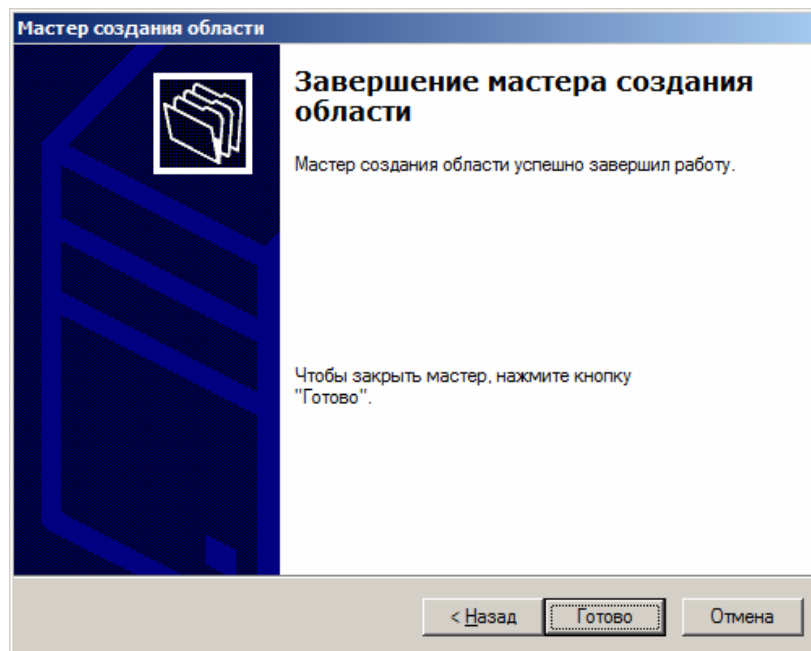 Мастер создания области
Завершение мастера создания
области
Мастер создания области успешно завершил работу.
Чтобы закрыть мастер, нажмите кнопку
"Готово".
< Назад
Готово
Отмена